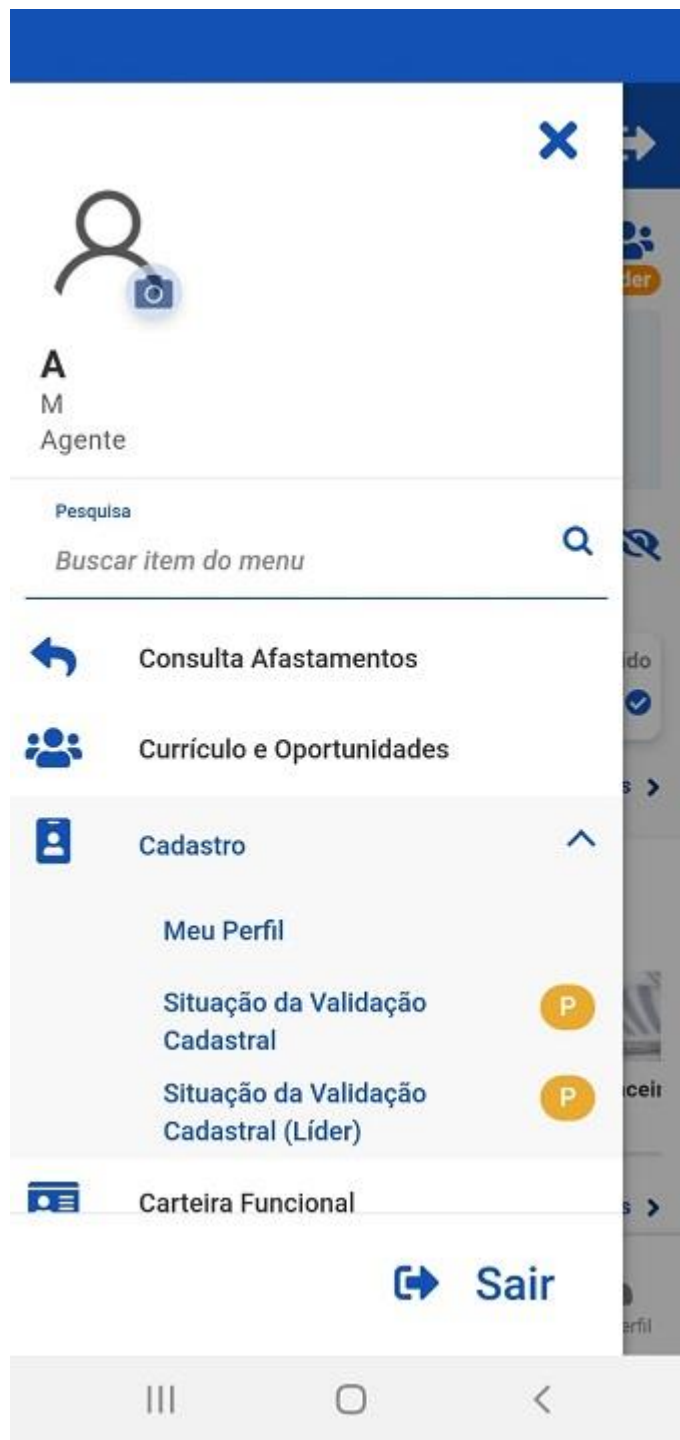 A
M
Agente
Pesquisa
Buscar item do menu
Consulta Afastamentos
Currículo e Oportunidades
Cadastro
Meu Perfil
Situação da Validação
Cadastral
P
Situação da Validação
Cadastral (Líder)
P
Carteira Funcional
Sair